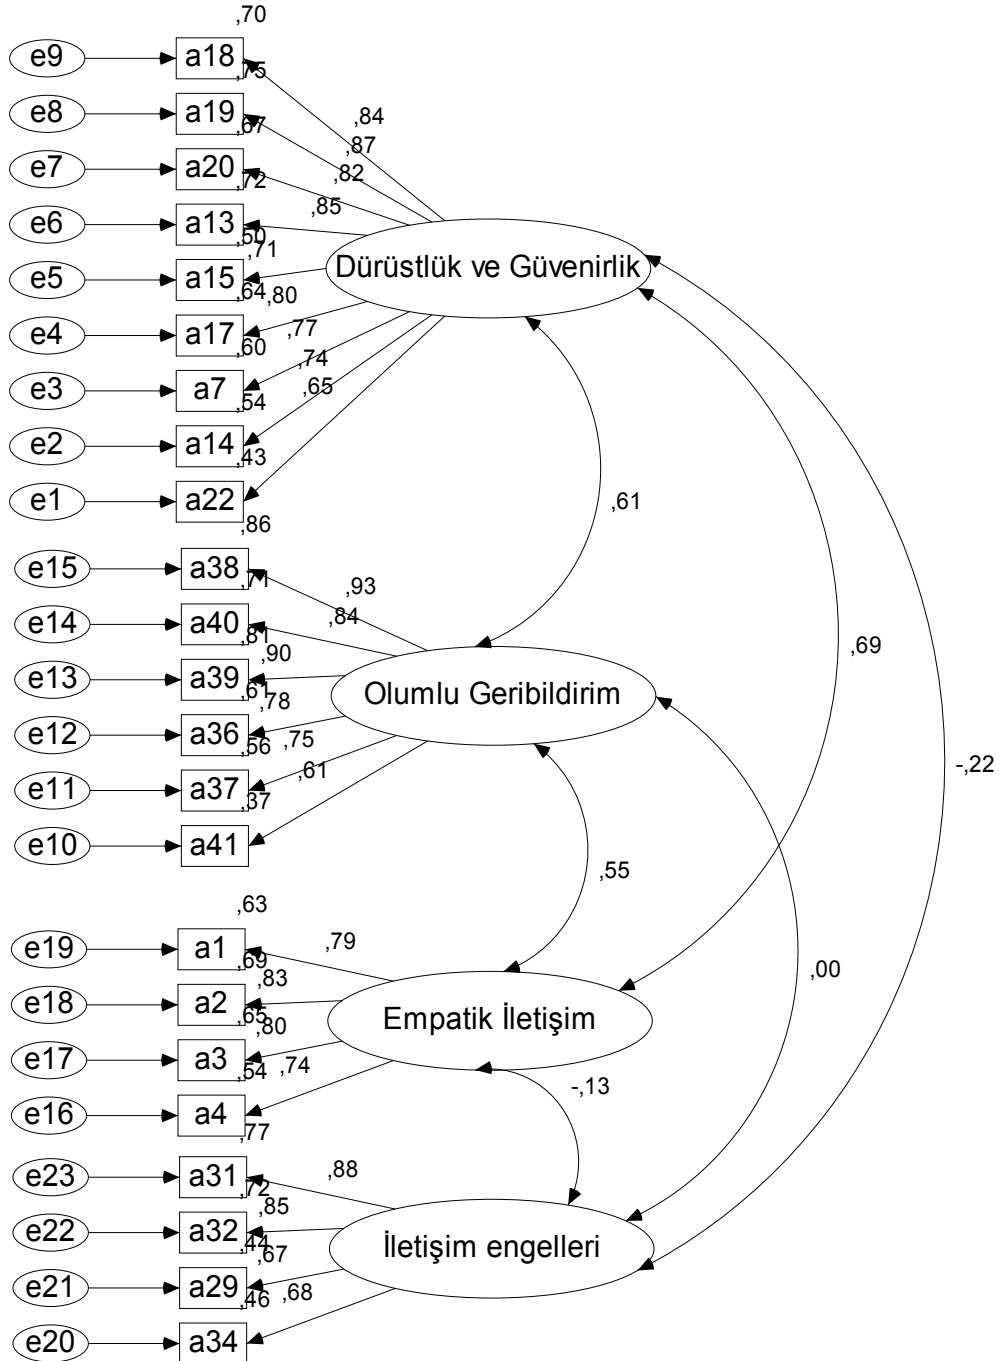 ,70
e9 a18
,75
,84
e8 a19
,67
,87
e7 a20
,72
,82
e6 a13
,50
,85
,71
Dürüstlük ve Güvenirlik
e5 a15
,64
,80
e4 a17
,60
,77
e3 a7
,54
,74
,65
e2 a14
,43
e1 a22
,61
,86
e15 a38
,71
,93
e14 a40
,81
,84
,69
e13 a39
,61
,90
,78
Olumlu Geribildirim
e12 a36
,56
,75
-,22
e11 a37
,37
,61
e10 a41
,55
,63
e19 a1
,69
,79
,00
e18 a2
,65
,83
,80
Empatik İletişim
e17 a3
,54
,74
-,13
e16 a4
,77
e23 a31
,72
,88
e22 a32
,44
,85
,67
İletişim engelleri
e21 a29
,46
,68
e20 a34